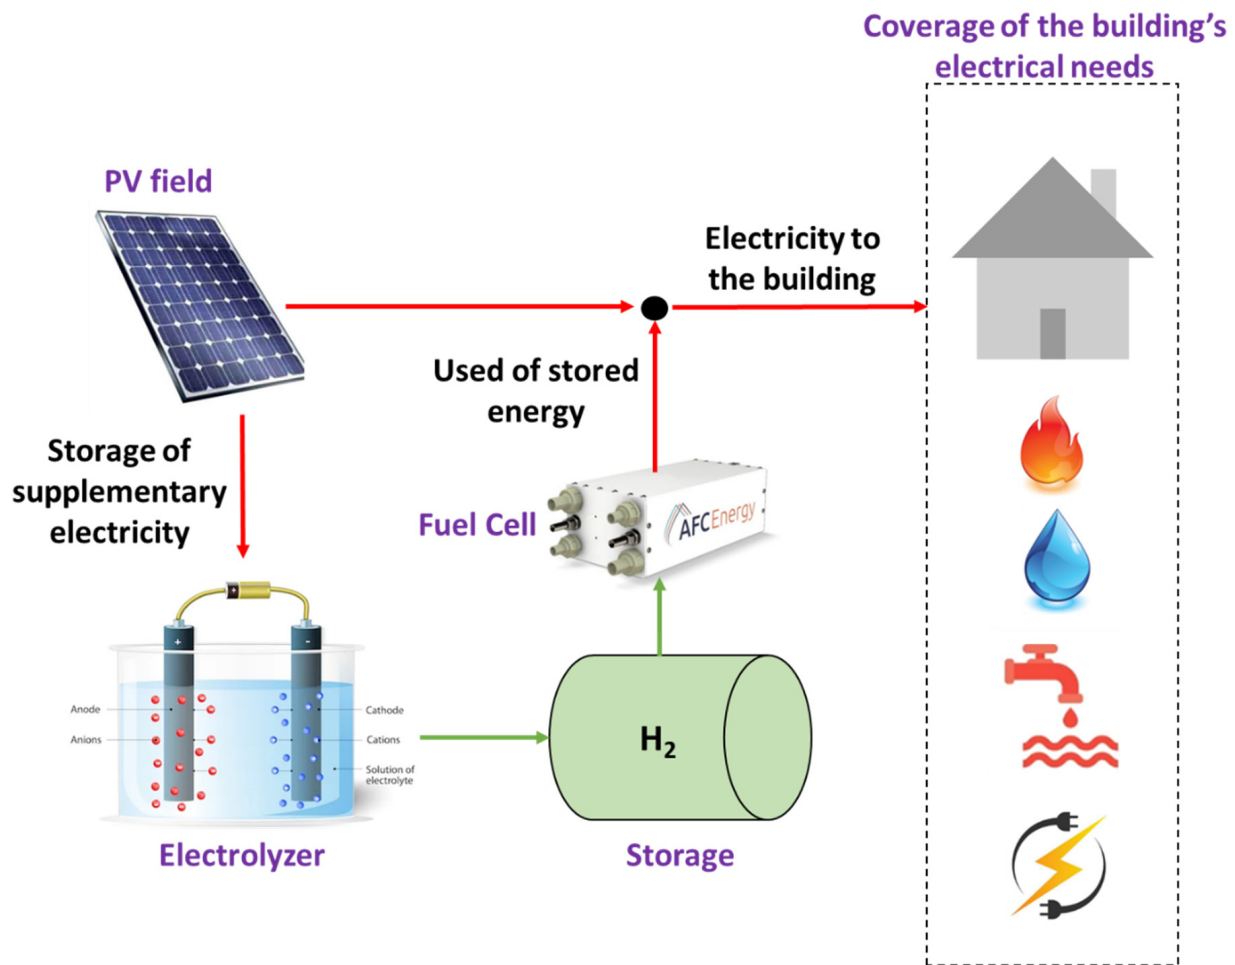 Coverage of the building's
electrical needs
PV field
Electricity to
the building
Used of stored
energy
Storage of
supplementary
electricity
Fuel Cell
AFCEnergy
+
+
-
Anode
Anions
Cathode
Cations
Solution of
electrolyte
H₂
Electrolyzer
Storage